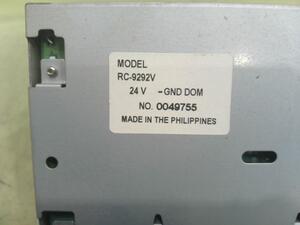 MODEL
RC-9292V
24 V -GND DOM
NO. 0049755
MADE IN THE PHILIPPINES